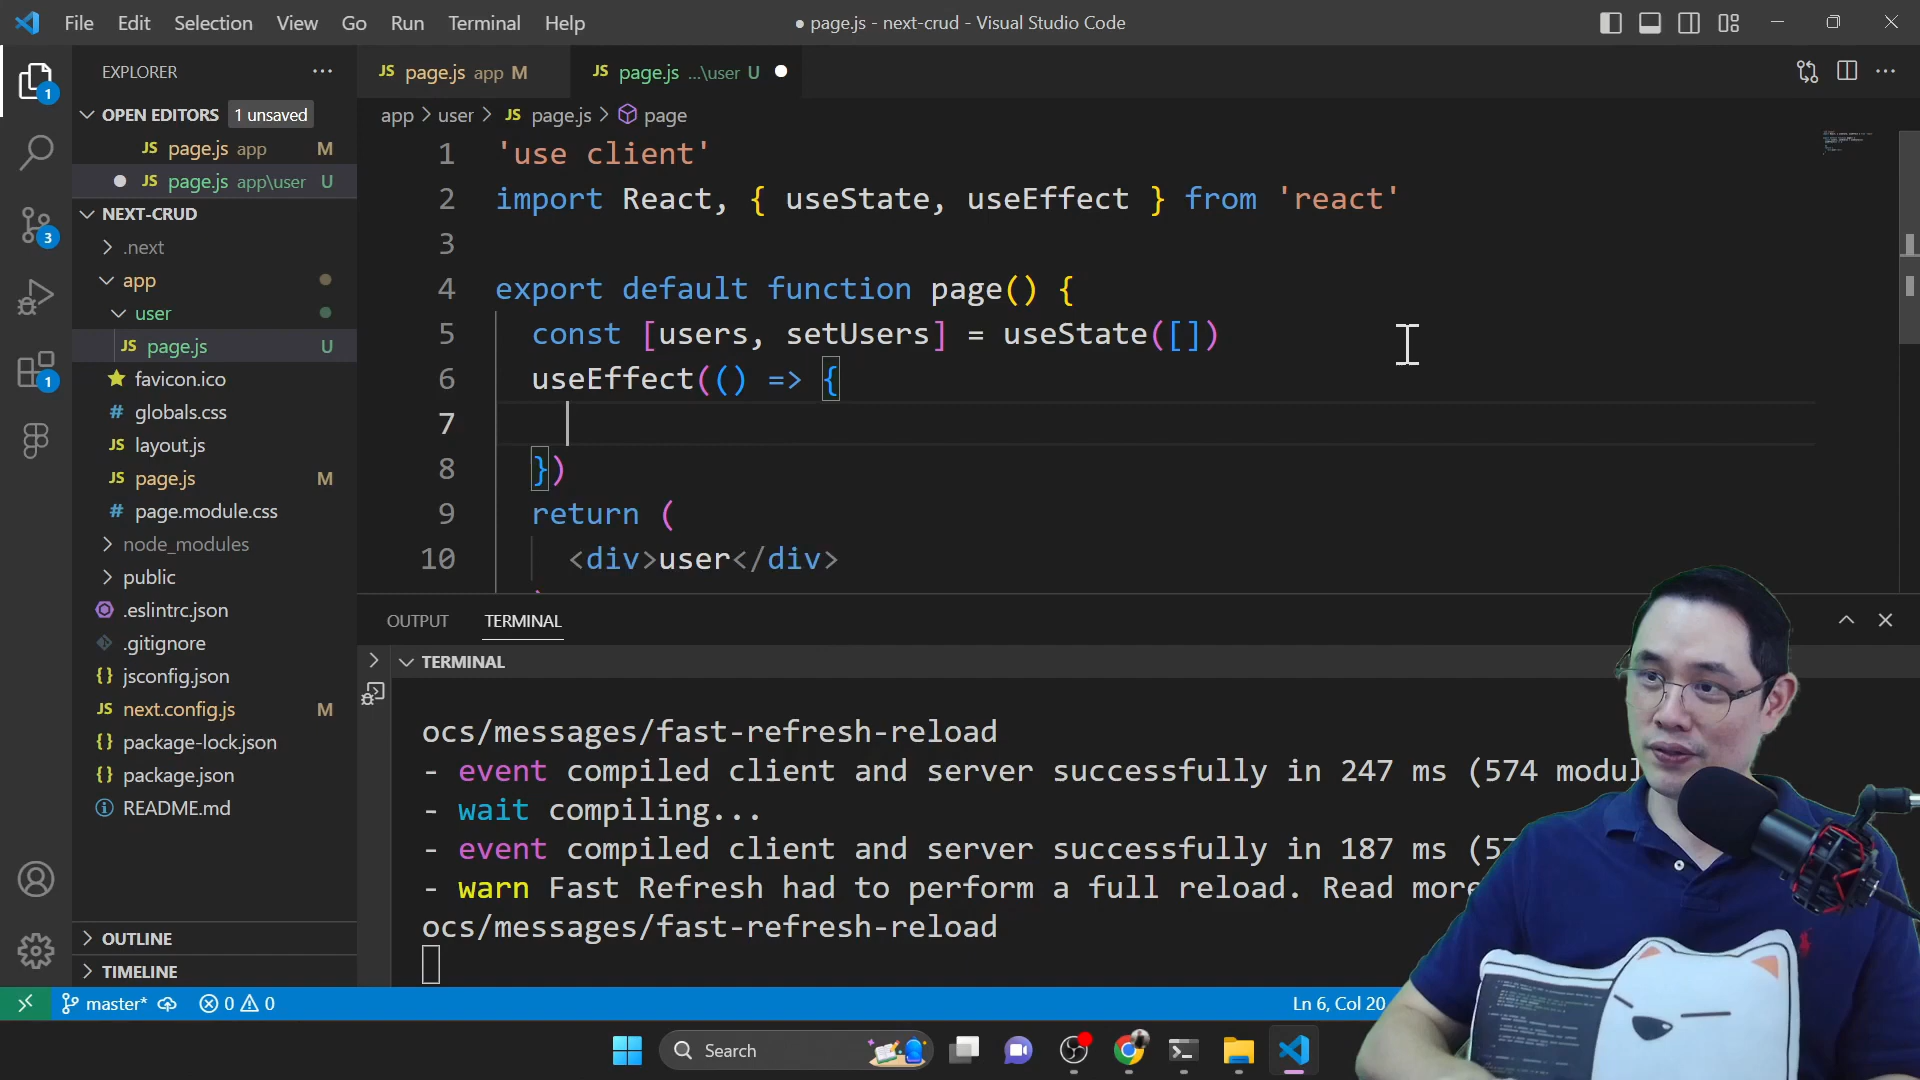 File Edit Selection View Go Run Terminal Help
● page.js - next-crud - Visual Studio Code
EXPLORER
OPEN EDITORS 1 unsaved
JS page.js app M
JS page.js app\user U
NEXT-CRUD
.next
app
user
JS page.js U
favicon.ico
# globals.css
JS layout.js
JS page.js M
# page.module.css
node_modules
public
.eslintrc.json
.gitignore
{} jsconfig.json
JS next.config.js M
{} package-lock.json
{} package.json
README.md
OUTLINE
TIMELINE
1
3
1
JS page.js app M
JS page.js ...\user U
app > user > JS page.js > page
1 'use client'
2 import React, { useState, useEffect } from 'react'
3
4 export default function page() {
5 const [users, setUsers] = useState([])
6 useEffect(() => {
7
8 })
9 return (
10 <div>user</div>
OUTPUT TERMINAL
TERMINAL
ocs/messages/fast-refresh-reload
- event compiled client and server successfully in 247 ms (574 modul
- wait compiling...
- event compiled client and server successfully in 187 ms (57
- warn Fast Refresh had to perform a full reload. Read more
ocs/messages/fast-refresh-reload
master* 0 0
Ln 6, Col 20
Search